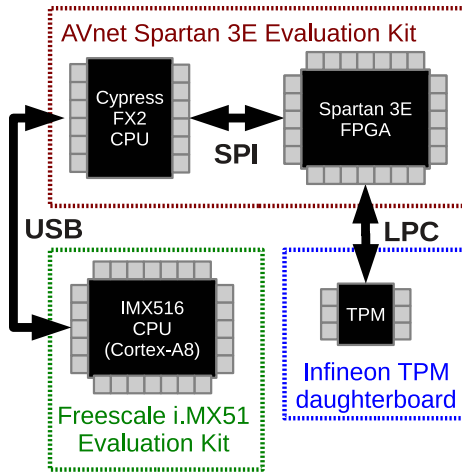 AVnet Spartan 3E Evaluation Kit
Cypress
FX2
CPU
SPI
Spartan 3E
FPGA
USB
LPC
IMX516
CPU
(Cortex-A8)
TPM
Freescale i.MX51
Evaluation Kit
Infineon TPM
daughterboard